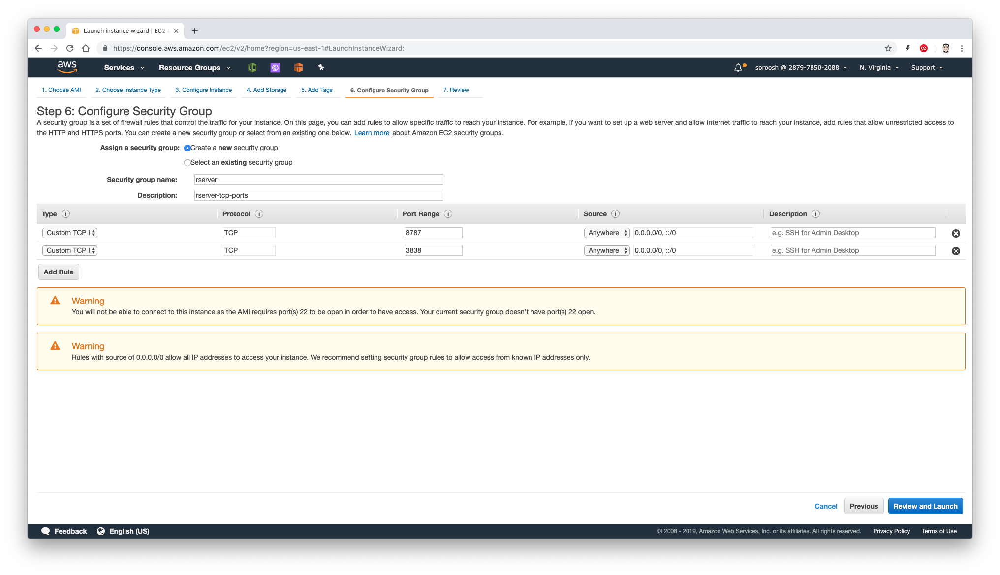 Launch instance wizard | EC2
https://console.aws.amazon.com/ec2/v2/home?region=us-east-1#LaunchInstanceWizard:
aws Services Resource Groups soroosh @ 2879-7850-2088 N. Virginia Support
1. Choose AMI 2. Choose Instance Type 3. Configure Instance 4. Add Storage 5. Add Tags 6. Configure Security Group 7. Review
Step 6: Configure Security Group
A security group is a set of firewall rules that control the traffic for your instance. On this page, you can add rules to allow specific traffic to reach your instance. For example, if you want to set up a web server and allow Internet traffic to reach your instance, add rules that allow unrestricted access to
the HTTP and HTTPS ports. You can create a new security group or select from an existing one below. Learn more about Amazon EC2 security groups.
Assign a security group: Create a new security group
Select an existing security group
Security group name: rserver
Description: rserver-tcp-ports
Type Protocol Port Range Source Description
Custom TCP TCP 8787 Anywhere 0.0.0.0/0, ::/0 e.g. SSH for Admin Desktop
Custom TCP TCP 3838 Anywhere 0.0.0.0/0, ::/0 e.g. SSH for Admin Desktop
Add Rule
Warning
You will not be able to connect to this instance as the AMI requires port(s) 22 to be open in order to have access. Your current security group doesn't have port(s) 22 open.
Warning
Rules with source of 0.0.0.0/0 allow all IP addresses to access your instance. We recommend setting security group rules to allow access from known IP addresses only.
Cancel Previous Review and Launch
Feedback English (US) © 2008 - 2019, Amazon Web Services, Inc. or its affiliates. All rights reserved. Privacy Policy Terms of Use